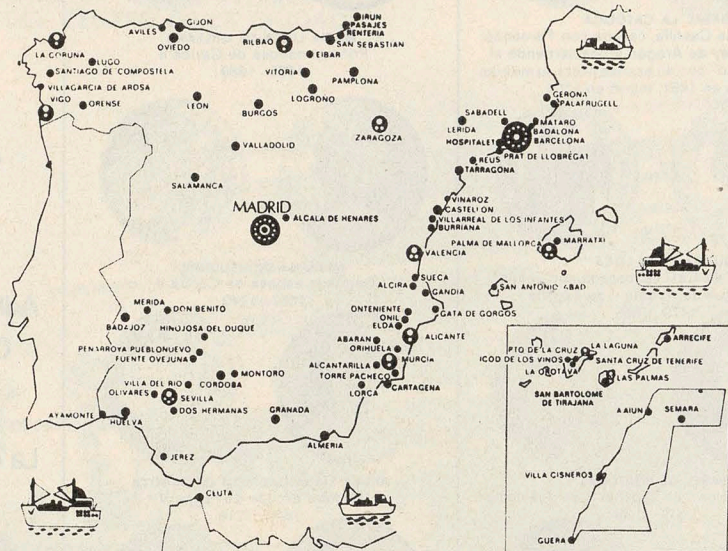 IRUN
PASAJES
RENTERIA
SAN SEBASTIAN
GIJON
AVILES
OVIEDO
BILBAO
EIBAR
LA CORUNA
LUGO
SANTIAGO DE COMPOSTELA
VILLAGARCIA DE AROSA
VIGO
ORENSE
VITORIA
PAMPLONA
LOGROÑO
LEON
BURGOS
ZARAGOZA
GERONA
PALAFRUGELL
SABADELL
LERIDA
MATARO
BADALONA
BARCELONA
HOSPITALET
PRAT DE LLOBREGAT
REUS
TARRAGONA
VALLADOLID
SALAMANCA
MADRID
ALCALA DE HENARES
VINAROZ
CASTELLON
VILLARREAL DE LOS INFANTES
BURRIANA
PALMA DE MALLORCA
MARRATXI
VALENCIA
SUECA
ALCIRA
GANDIA
SAN ANTONIO ABAD
MERIDA
DON BENITO
BADAJOZ
HINOJOSA DEL DUQUE
ONTENIENTE
ONIL
ELDA
GATA DE GORGOS
ALICANTE
ABARAN
ORIHUELA
PEÑARROYA PUEBLONUEVO
FUENTE OVEJUNA
MURCIA
ALCANTARILLA
TORRE PACHECO
LORCA
CARTAGENA
MONTORO
CORDOBA
VILLA DEL RIO
OLIVARES
SEVILLA
DOS HERMANAS
GRANADA
AYAMONTE
HUELVA
JEREZ
ALMERIA
CEUTA
ARRECIFE
LA LAGUNA
PTO DE LA CRUZ
ICOD DE LOS VINOS
SANTA CRUZ DE TENERIFE
LA OROTAVA
LAS PALMAS
SAN BARTOLOME
DE TIRAJANA
AAIUN
SEMARA
VILLA CISNEROS
GUERA